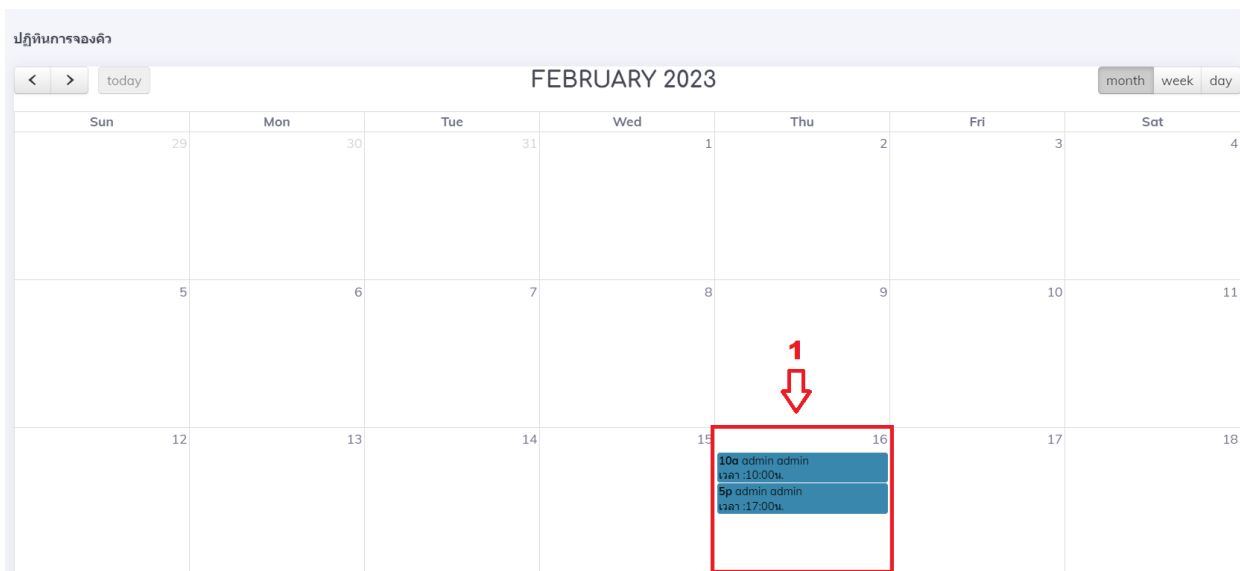 ปฏิทินการจองคิว
today
FEBRUARY 2023
month week day
Sun Mon Tue Wed Thu Fri Sat
29 30 31 1 2 3 4
5 6 7 8 9 10 11
1
12 13 14 15 16 17 18
10a admin admin
เวลา :10:00น.
5p admin admin
เวลา :17:00น.